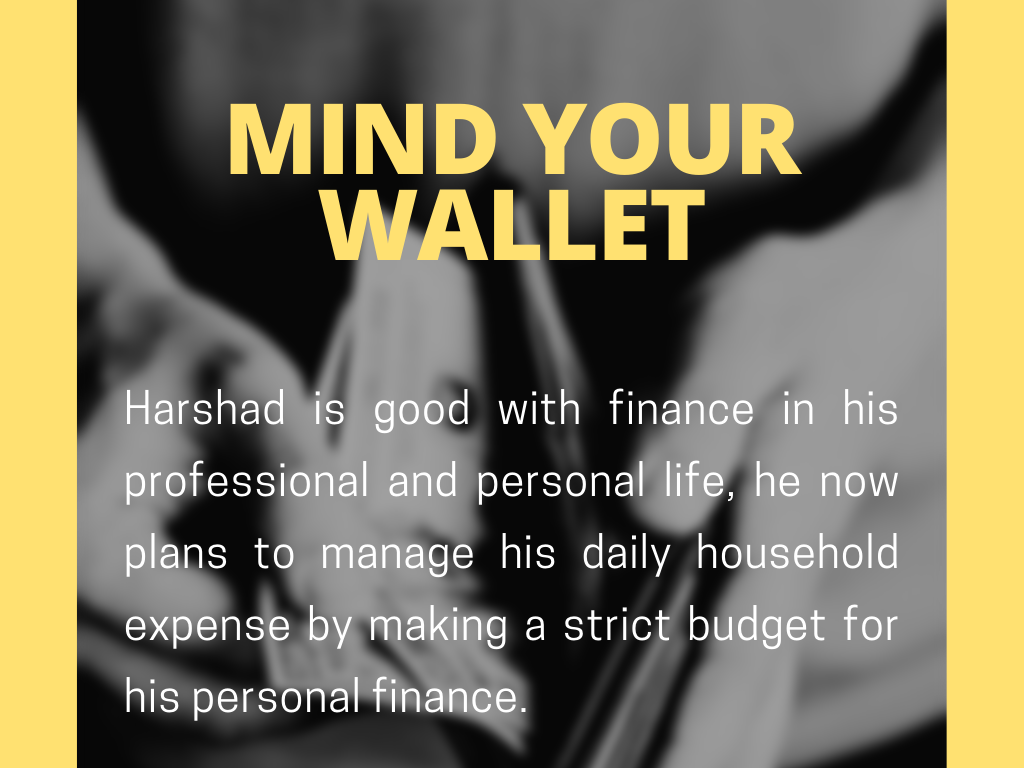 MIND YOUR
WALLET
Harshad is good with finance in his
professional and personal life, he now
plans to manage his daily household
expense by making a strict budget for
his personal finance.